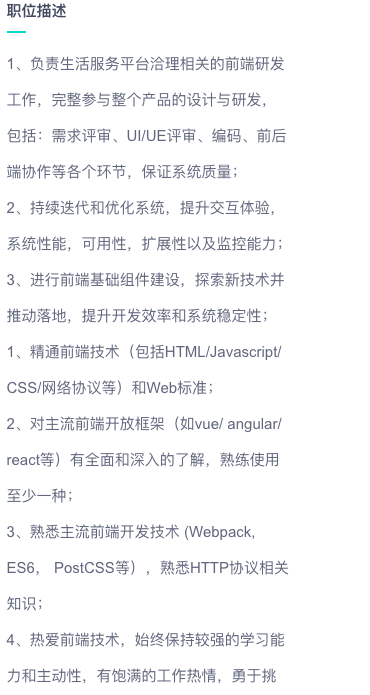 职位描述
1、负责生活服务平台洽理相关的前端研发
工作，完整参与整个产品的设计与研发，
包括：需求评审、UI/UE评审、编码、前后
端协作等各个环节，保证系统质量；
2、持续迭代和优化系统，提升交互体验，
系统性能，可用性，扩展性以及监控能力；
3、进行前端基础组件建设，探索新技术并
推动落地，提升开发效率和系统稳定性；
1、精通前端技术（包括HTML/Javascript/
CSS/网络协议等）和Web标准；
2、对主流前端开放框架（如vue/ angular/
react等）有全面和深入的了解，熟练使用
至少一种；
3、熟悉主流前端开发技术 (Webpack,
ES6， PostCSS等），熟悉HTTP协议相关
知识；
4、热爱前端技术，始终保持较强的学习能
力和主动性，有饱满的工作热情，勇于挑